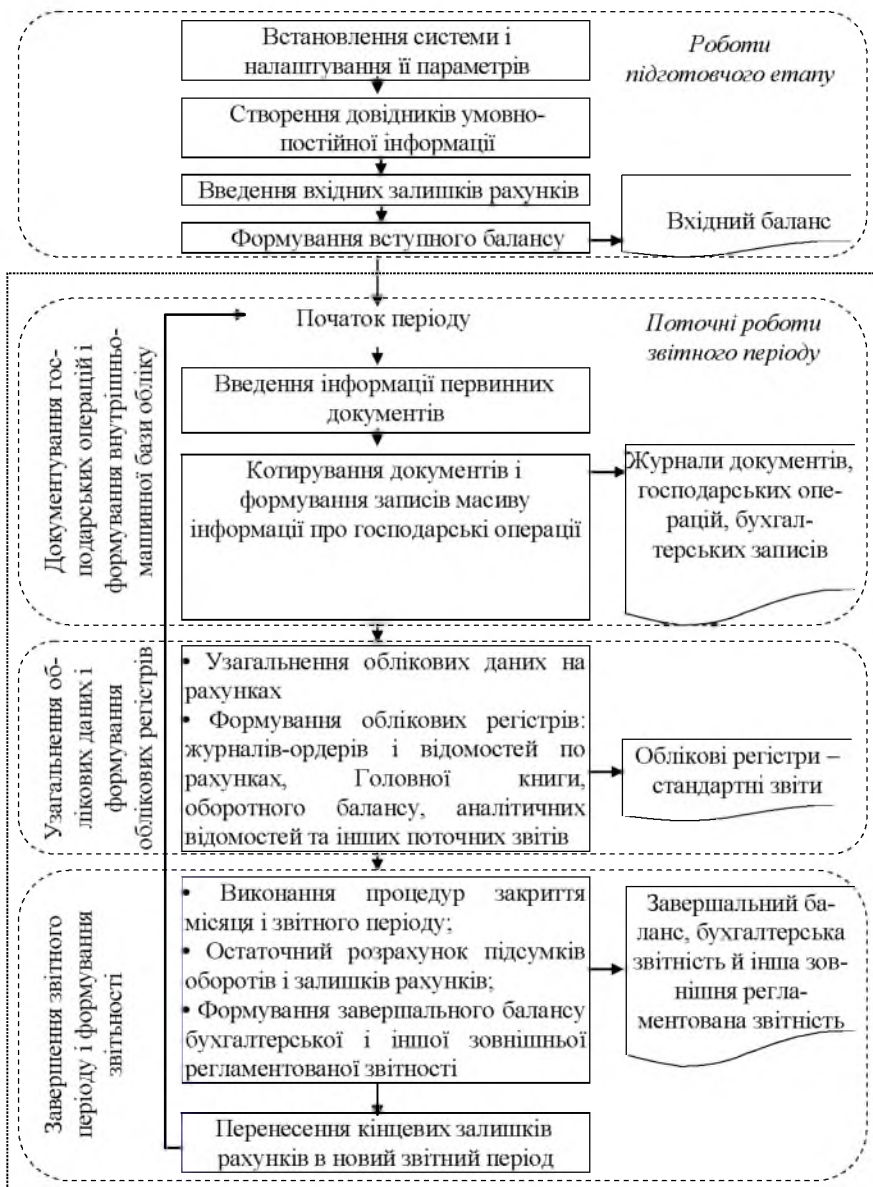 Встановлення системи і
налаштування її параметрів
Роботи
підготовчого етапу
Створення довідників умовно-
постійної інформації
Введення вхідних залишків рахунків
Формування вступного балансу
Вхідний баланс
Документування гос-
подарських операцій і
формування внутрішньо-
машинної бази обліку
Початок періоду
Поточні роботи
звітного періоду
Введення інформації первинних
документів
Котирування документів і
формування записів масиву
інформації про господарські операції
Журнали документів,
господарських опе-
рацій, бухгал-
терських записів
Узагальнення об-
лікових даних і
формування
облікових регістрів
• Узагальнення облікових даних на
рахунках
• Формування облікових регістрів:
журналів-ордерів і відомостей по
рахунках, Головної книги,
оборотного балансу, аналітичних
відомостей та інших поточних звітів
Облікові регістри –
стандартні звіти
Завершення звітного
періоду і формування
звітьності
• Виконання процедур закриття
місяця і звітного періоду;
• Остаточний розрахунок підсумків
оборотів і залишків рахунків;
• Формування завершального балансу
бухгалтерської і іншої зовнішньої
регламентованої звітності
Завершальний ба-
ланс, бухгалтерська
звітність й інша зов-
нішня регла-
ментована звітність
Перенесення кінцевих залишків
рахунків в новий звітний період